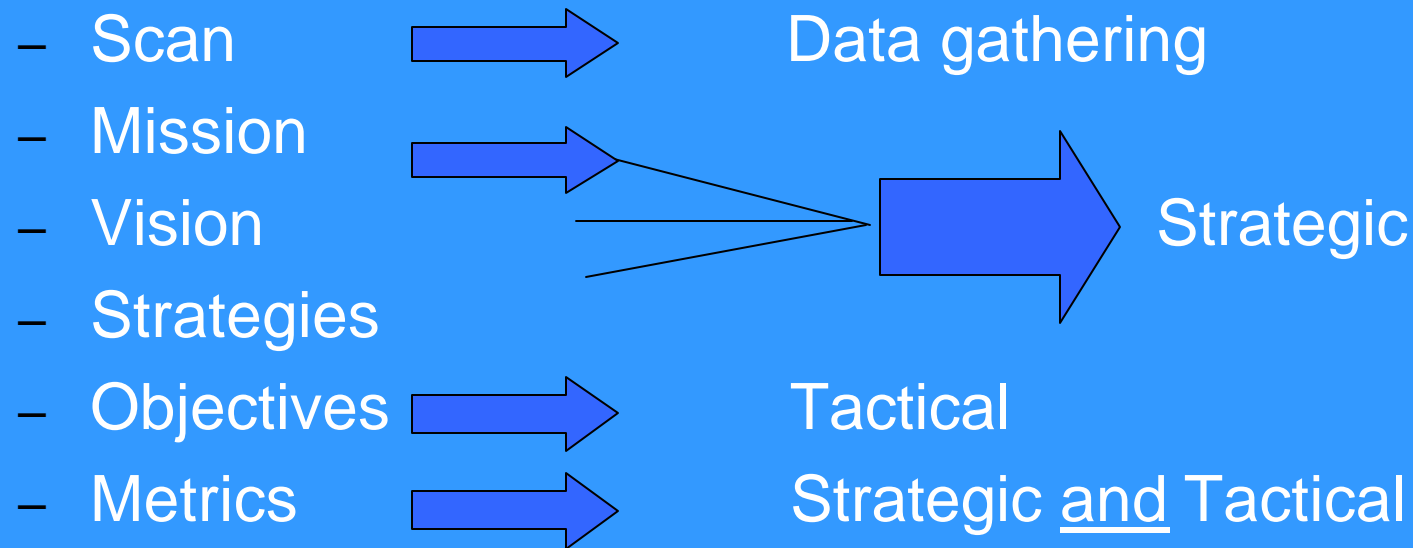 – Scan Data gathering
– Mission
– Vision Strategic
– Strategies
– Objectives Tactical
– Metrics Strategic and Tactical